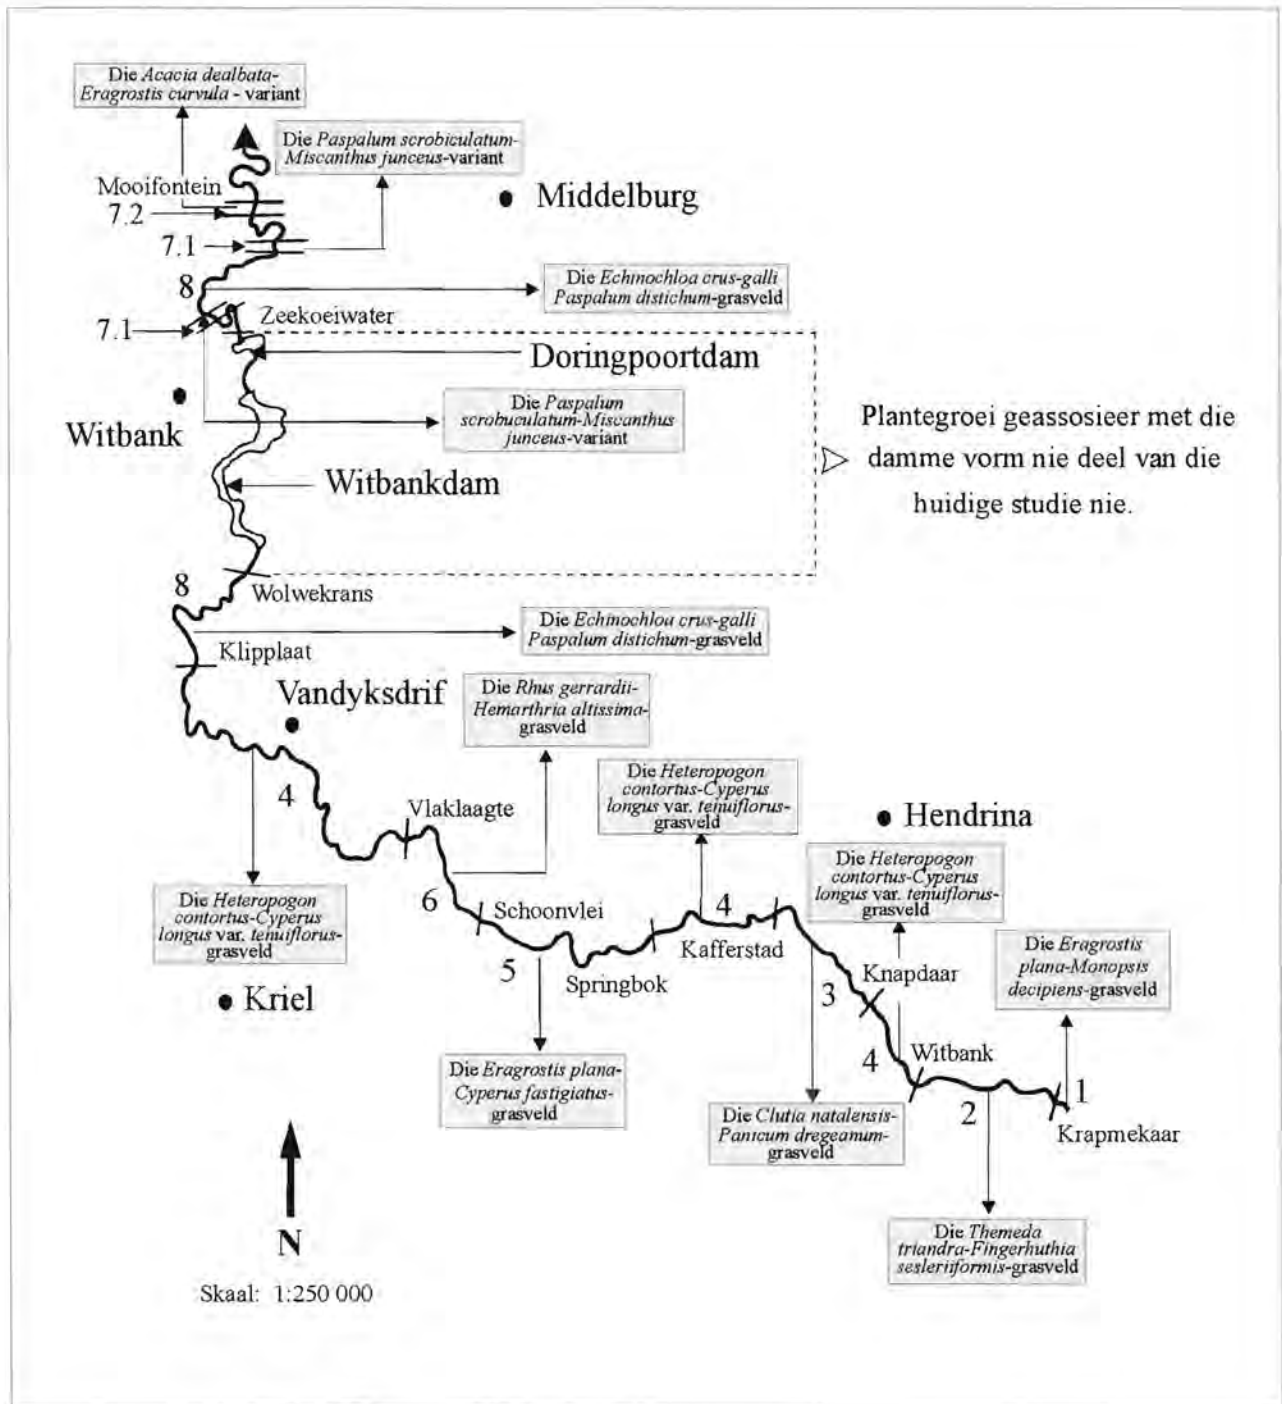 Die Acacia dealbata-
Eragrostis curvula - variant
Die Paspalum scrobiculatum-
Miscanthus junceus-variant
Mooifontein
7.2
Middelburg
7.1
8
Die Echinochloa crus-galli
Paspalum distichum-grasveld
Zeekoeiwater
7.1
Doringpoortdam
Witbank
Die Paspalum
scrobuculatum-Miscanthus
junceus-variant
Plantegroei geassosieer met die
damme vorm nie deel van die
huidige studie nie.
Witbankdam
8
Wolwekrans
Die Echinochloa crus-galli
Paspalum distichum-grasveld
Klipplaat
Vandyksdrif
Die Rhus gerrardii-
Hemarthria altissima-
grasveld
4
Vlaklaagte
Die Heteropogon
contortus-Cyperus
longus var. tenuiflorus-
grasveld
Hendrina
Die Heteropogon
contortus-Cyperus
longus var. tenuiflorus-
grasveld
Die Heteropogon
contortus-Cyperus
longus var. tenuiflorus-
grasveld
6
Schoonvlei
4
Kafferstad
Die Eragrostis
plana-Monopsis
decipiens-grasveld
5
Springbok
Knapdaar
3
Kriel
4
Witbank
Die Eragrostis plana-
Cyperus fastigiatus-
grasveld
Die Clutia natalensis-
Panicum dregeanum-
grasveld
2
1
Krapmekaar
Die Themeda
triandra-Fingerhuthia
sesleriiformis-grasveld
N
Skaal: 1:250 000